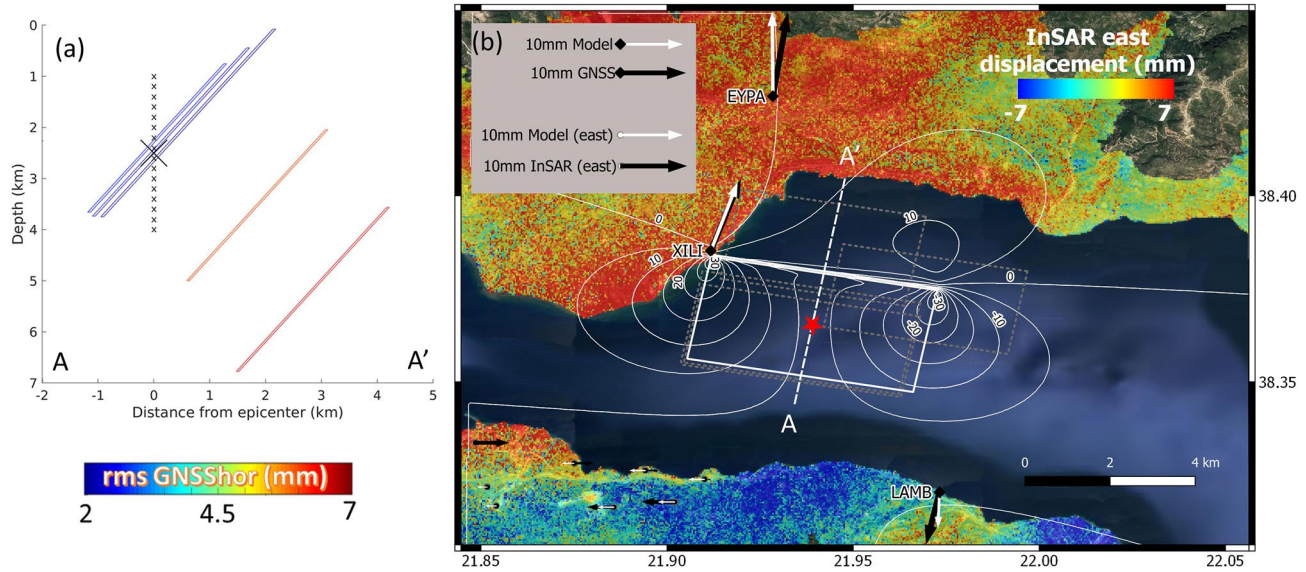 (a)
0
1
2
3
4
5
6
7
Depth (km)
A
A’
-2
-1
0
1
2
3
4
5
Distance from epicenter (km)
rms GNSShor (mm)
2
4.5
7
(b)
10mm Model
10mm GNSS
10mm Model (east)
10mm InSAR (east)
InSAR east
displacement (mm)
-7
7
EYPA
A’
XILI
0
10
20
30
10
0
-10
-20
-30
A
LAMB
0
2
4 km
38.40
38.35
21.85
21.90
21.95
22.00
22.05